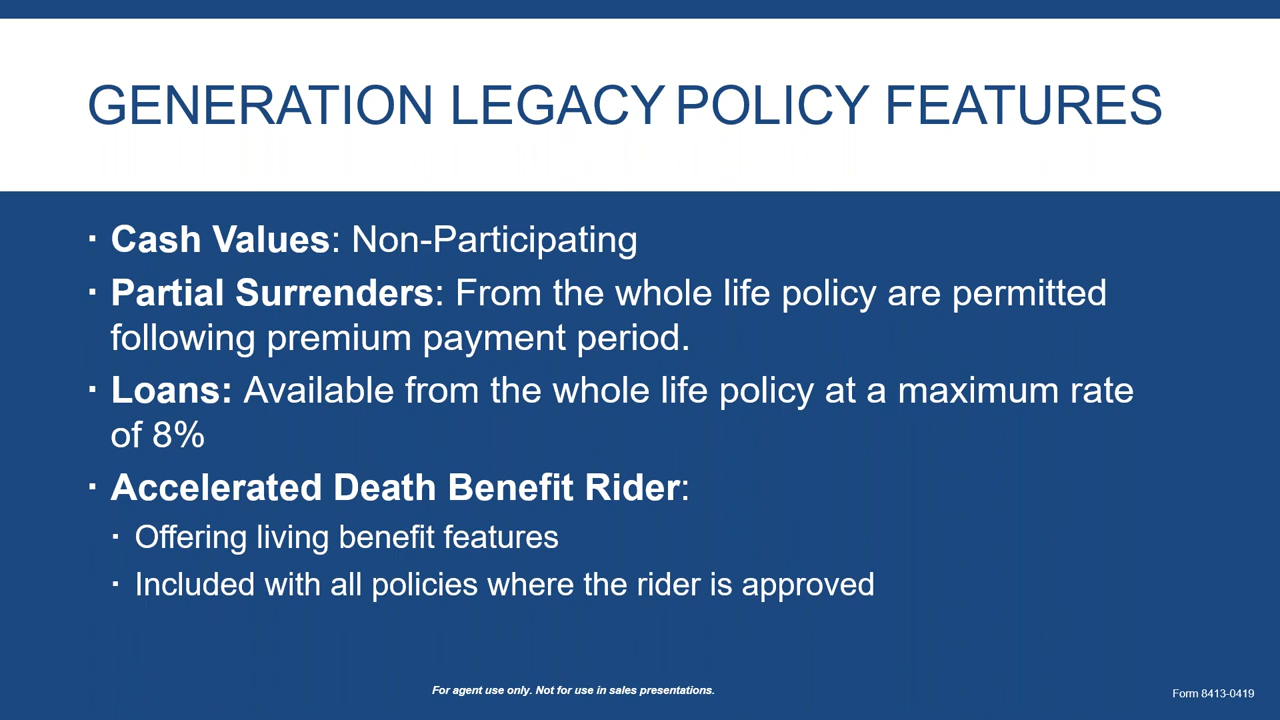 GENERATION LEGACY POLICY FEATURES
▪ Cash Values: Non-Participating
▪ Partial Surrenders: From the whole life policy are permitted
following premium payment period.
▪ Loans: Available from the whole life policy at a maximum rate
of 8%
▪ Accelerated Death Benefit Rider:
▪ Offering living benefit features
▪ Included with all policies where the rider is approved
For agent use only. Not for use in sales presentations.
Form 8413-0419